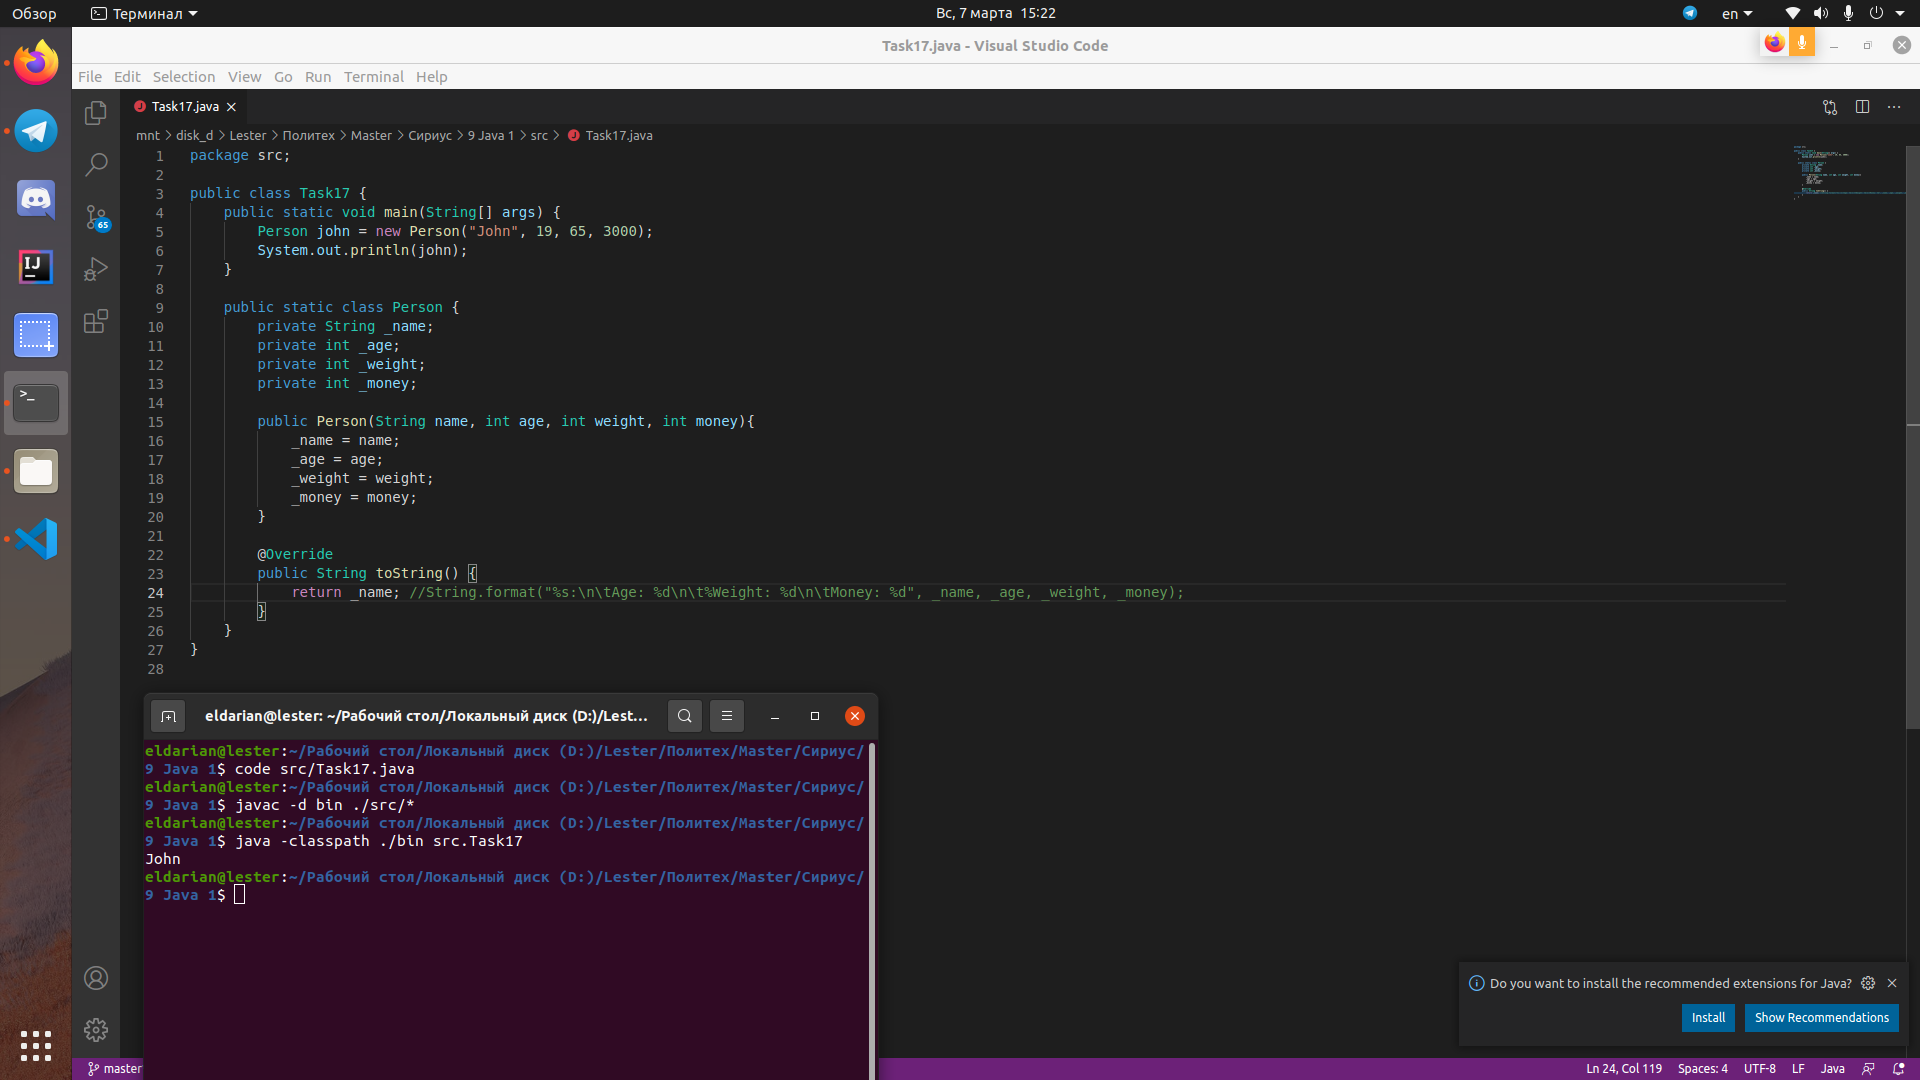 Обзор
Терминал
Вс, 7 марта 15:22
en
Task17.java - Visual Studio Code
File Edit Selection View Go Run Terminal Help
Task17.java
mnt > disk_d > Lester > Политех > Master > Сириус > 9 Java 1 > src > Task17.java
1 package src;
2
3 public class Task17 {
4 public static void main(String[] args) {
5 Person john = new Person("John", 19, 65, 3000);
6 System.out.println(john);
7 }
8
9 public static class Person {
10 private String _name;
11 private int _age;
12 private int _weight;
13 private int _money;
14
15 public Person(String name, int age, int weight, int money){
16 _name = name;
17 _age = age;
18 _weight = weight;
19 _money = money;
20 }
21
22 @Override
23 public String toString() {
24 return _name; //String.format("%s:\n\tAge: %d\n\t%Weight: %d\n\tMoney: %d", _name, _age, _weight, _money);
25 }
26 }
27 }
28
65
IJ
>_
eldarian@lester: ~/Рабочий стол/Локальный диск (D:)/Lest...
eldarian@lester:~/Рабочий стол/Локальный диск (D:)/Lester/Политех/Master/Сириус/
9 Java 1$ code src/Task17.java
eldarian@lester:~/Рабочий стол/Локальный диск (D:)/Lester/Политех/Master/Сириус/
9 Java 1$ javac -d bin ./src/*
eldarian@lester:~/Рабочий стол/Локальный диск (D:)/Lester/Политех/Master/Сириус/
9 Java 1$ java -classpath ./bin src.Task17
John
eldarian@lester:~/Рабочий стол/Локальный диск (D:)/Lester/Политех/Master/Сириус/
9 Java 1$
Do you want to install the recommended extensions for Java?
Install
Show Recommendations
master
Ln 24, Col 119 Spaces: 4 UTF-8 LF Java